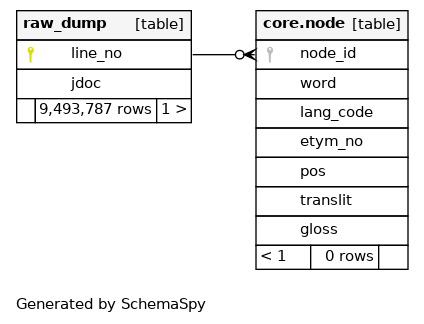 raw_dump [table]
line_no
jdoc
9,493,787 rows 1 >
core.node [table]
node_id
word
lang_code
etym_no
pos
translit
gloss
< 1 0 rows
Generated by SchemaSpy